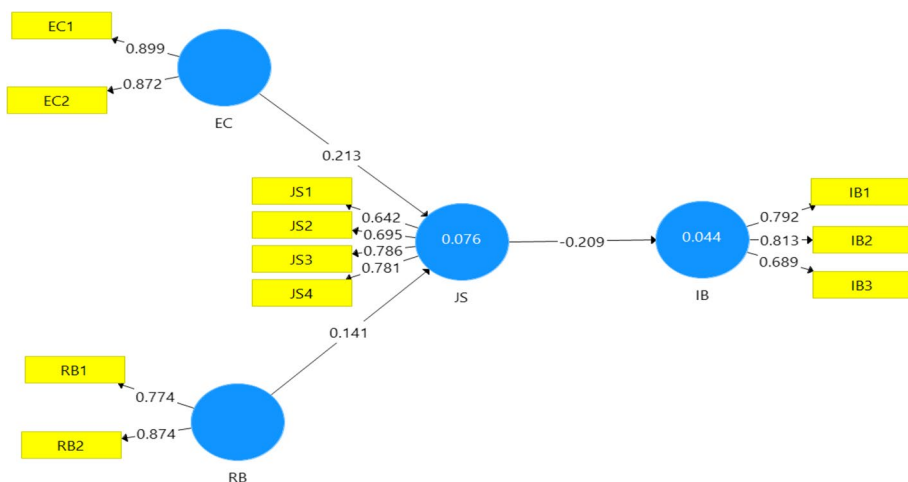 EC1
0.899
0.872
EC2
EC
0.213
JS1
JS2
JS3
JS4
0.642
0.695
0.786
0.781
0.076
JS
-0.209
0.044
IB
0.792
0.813
0.689
IB1
IB2
IB3
0.141
RB1
0.774
0.874
RB2
RB